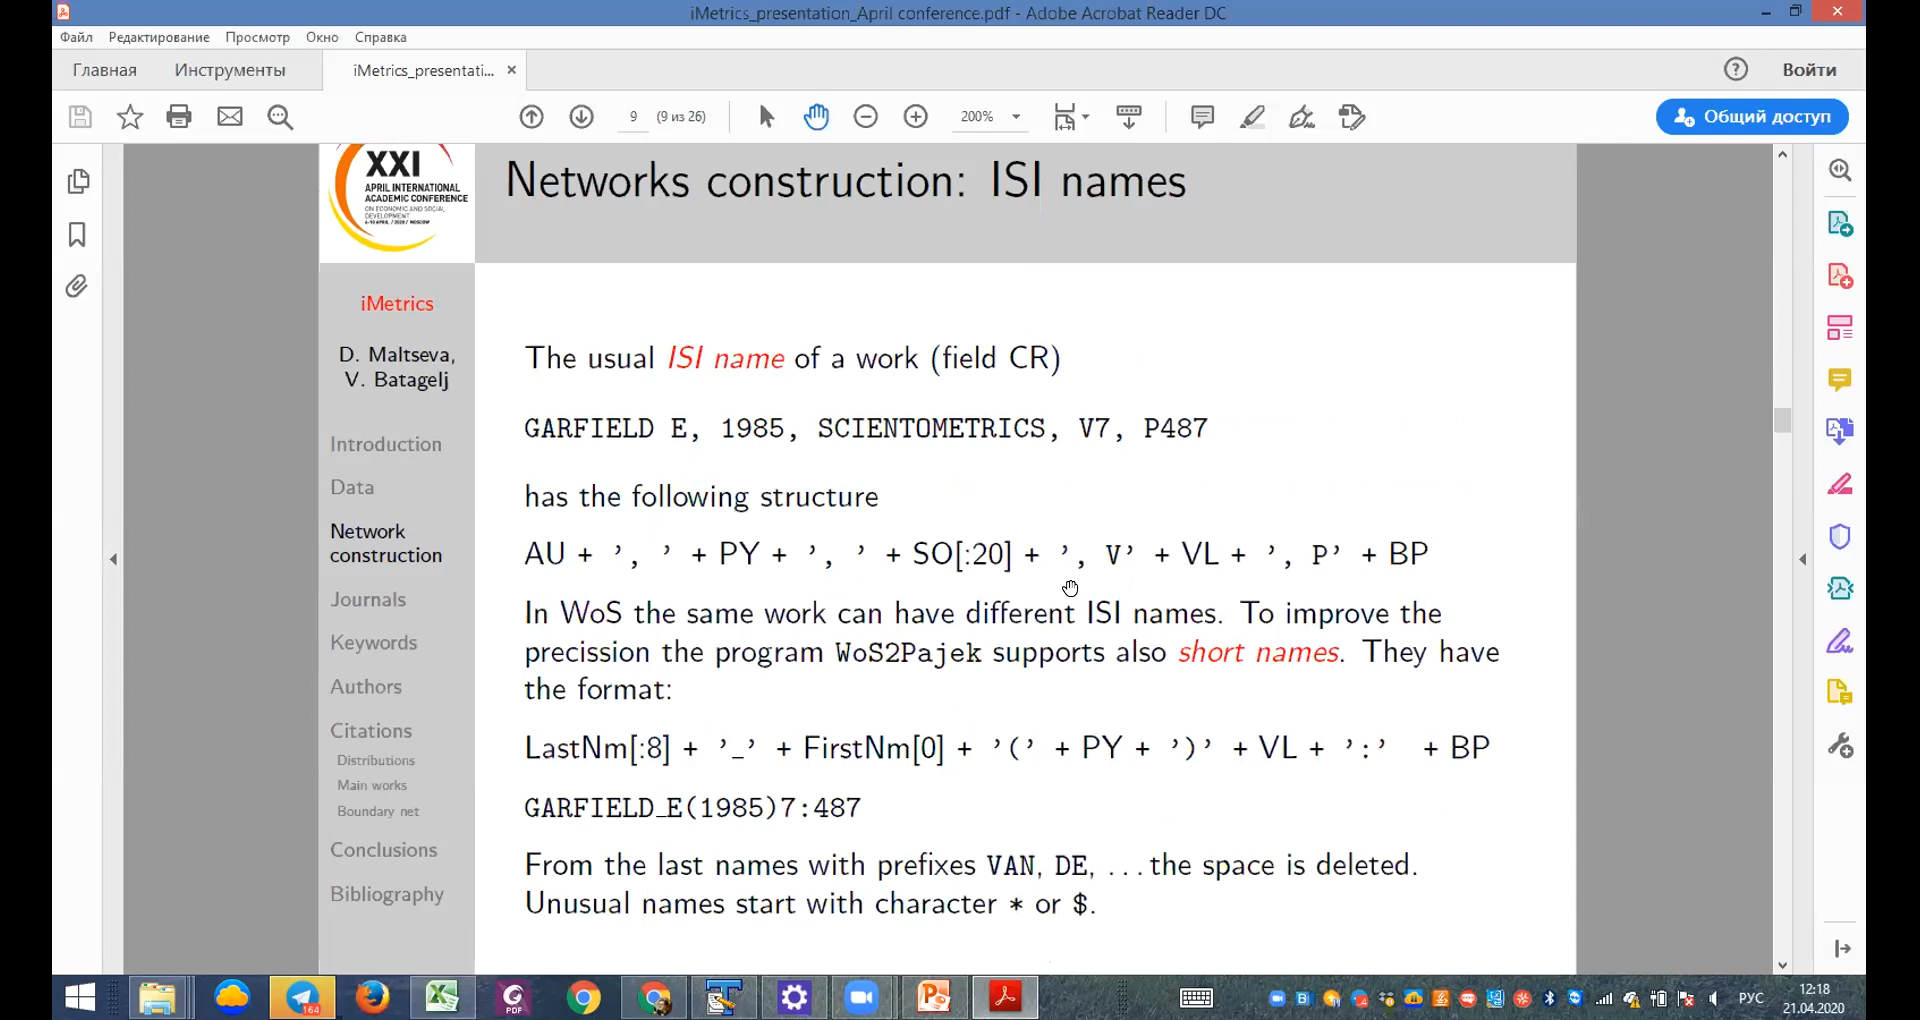 iMetrics_presentation_April conference.pdf - Adobe Acrobat Reader DC
Файл Редактирование Просмотр Окно Справка
Главная Инструменты iMetrics_presentati... × Войти
9 (9 из 26) 200% Общий доступ
XXI
APRIL INTERNATIONAL
ACADEMIC CONFERENCE
ON ECONOMIC AND SOCIAL
DEVELOPMENT
Networks construction: ISI names
iMetrics
D. Maltseva,
V. Batagelj
Introduction
Data
Network
construction
Journals
Keywords
Authors
Citations
Distributions
Main works
Boundary net
Conclusions
Bibliography
The usual ISI name of a work (field CR)
GARFIELD E, 1985, SCIENTOMETRICS, V7, P487
has the following structure
AU + ’, ’ + PY + ’, ’ + SO[:20] + ’, V’ + VL + ’, P’ + BP
In WoS the same work can have different ISI names. To improve the
precission the program WoS2Pajek supports also short names. They have
the format:
LastNm[:8] + ’_’ + FirstNm[0] + ’(’ + PY + ’)’ + VL + ’:’ + BP
GARFIELD_E(1985)7:487
From the last names with prefixes VAN, DE, ...the space is deleted.
Unusual names start with character * or $.
164
PDF
РУС
12:18
21.04.2020